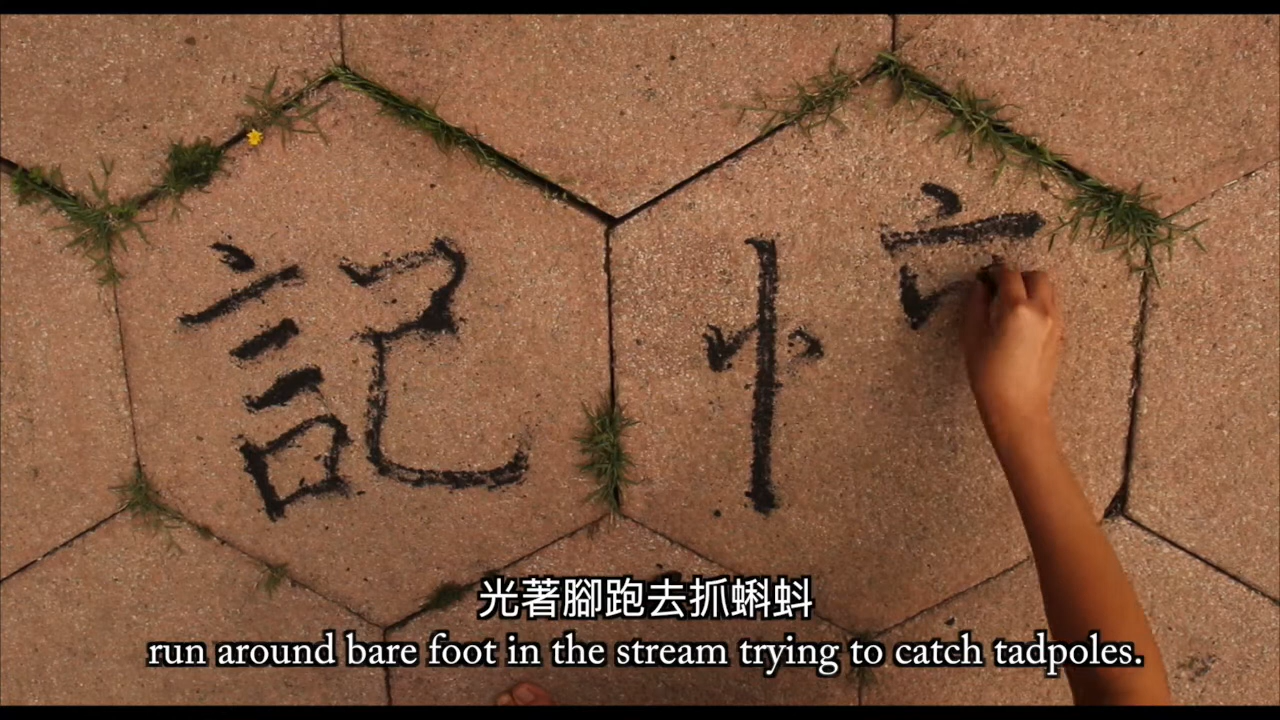 記忄
光著腳跑去抓蝌蚪
run around bare foot in the stream trying to catch tadpoles.